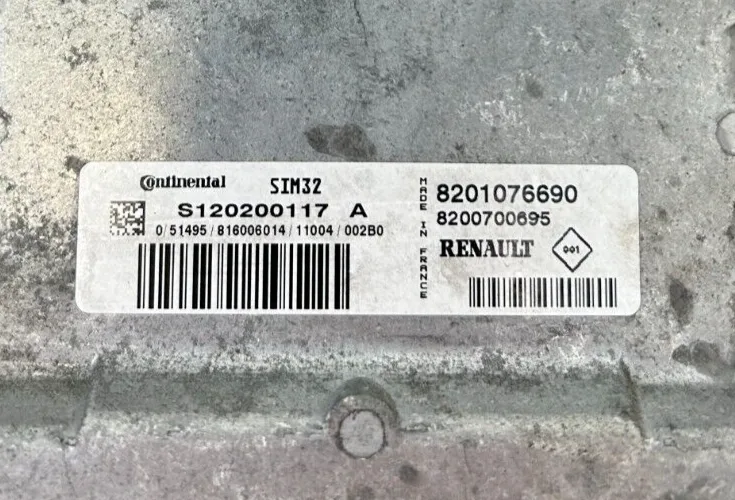 Continental SIM32
S120200117 A
0/51495/816006014/11004/002B0
MADE IN FRANCE
8201076690
8200700695
RENAULT 001